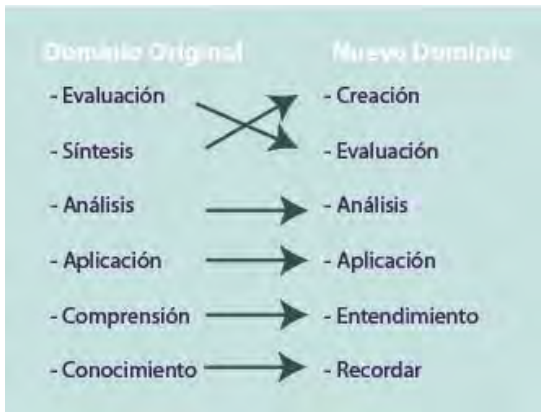 Dominio Original Nuevo Dominio
- Evaluación - Creación
- Síntesis - Evaluación
- Análisis - Análisis
- Aplicación - Aplicación
- Comprensión - Entendimiento
- Conocimiento - Recordar